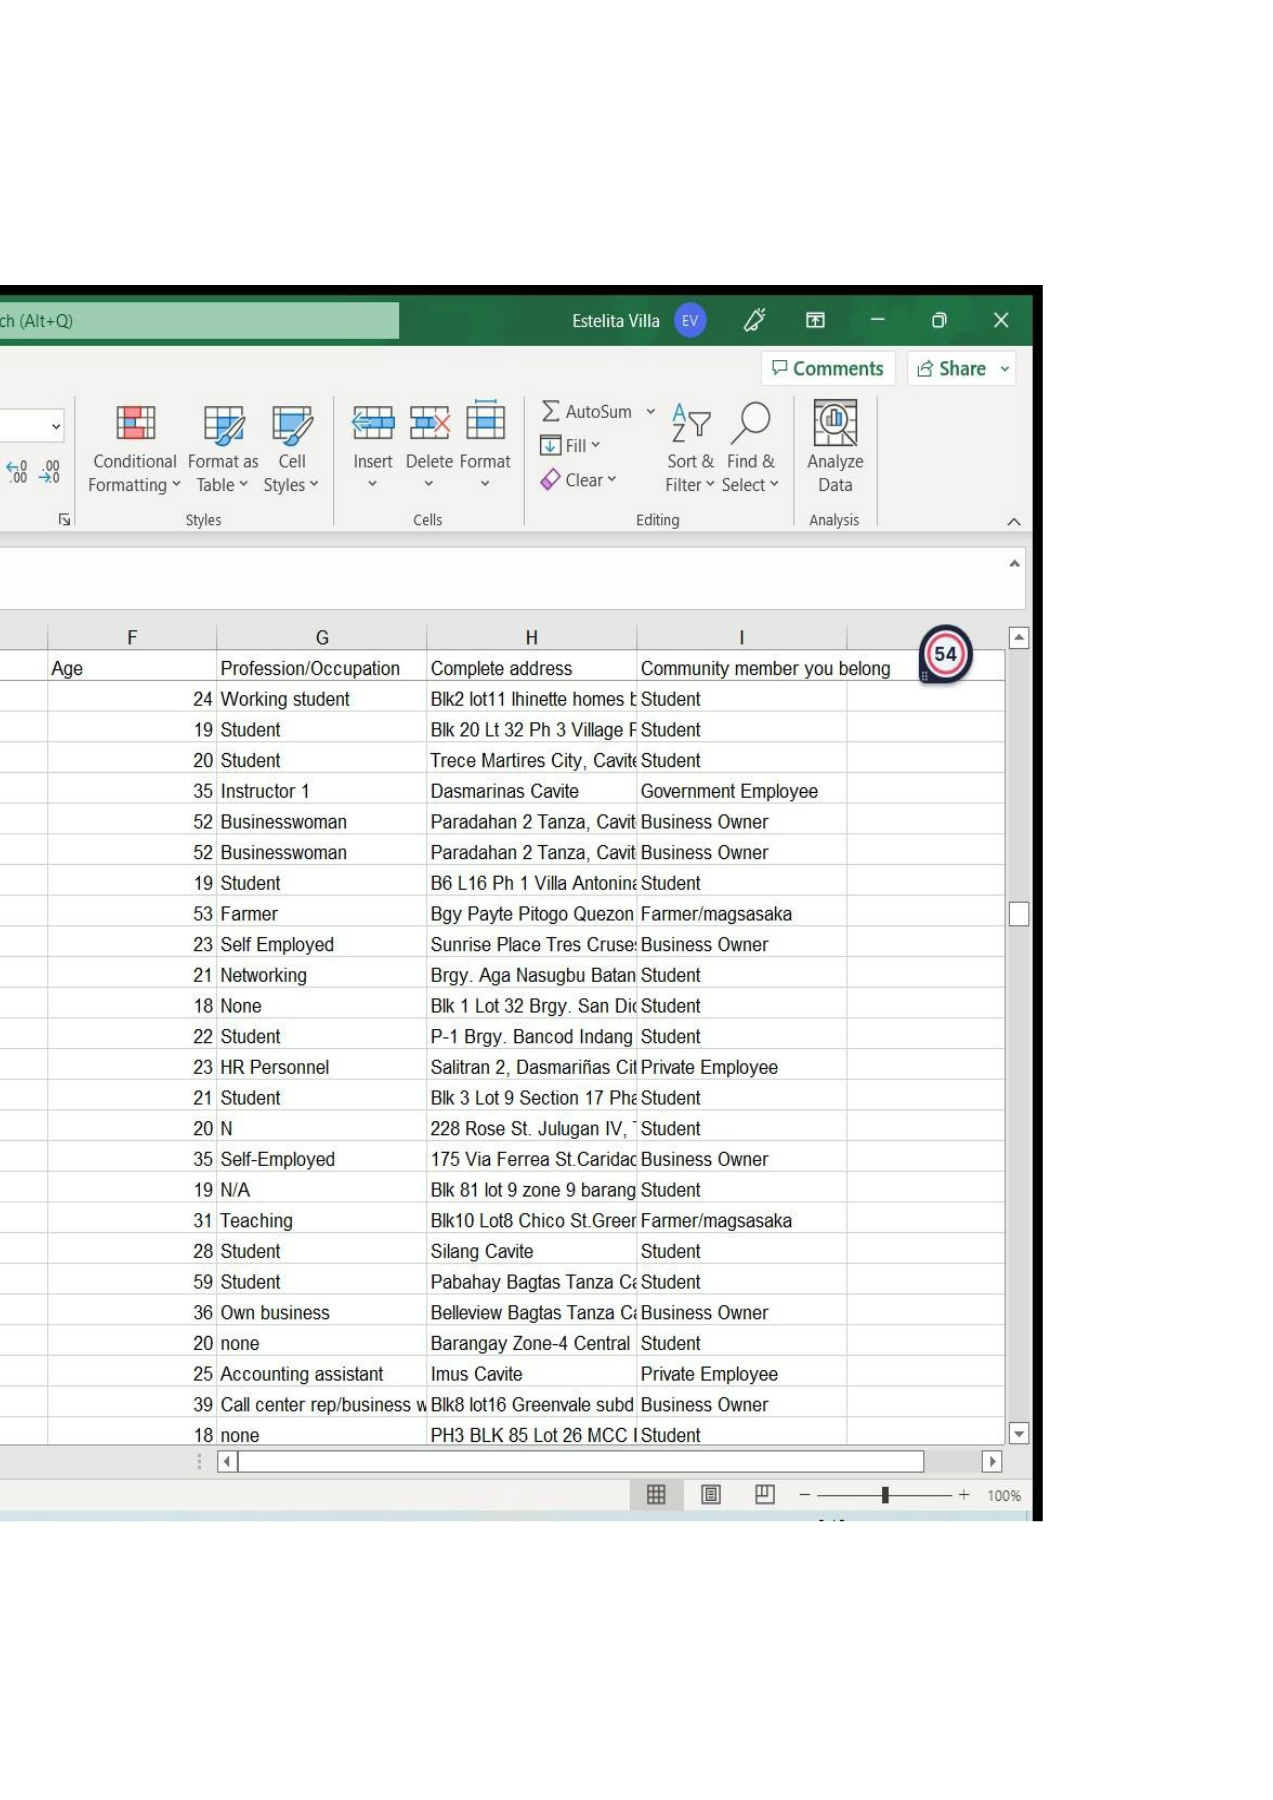 ch (Alt+Q)
Estelita Villa EV
Comments Share
AutoSum
Fill
Clear
Conditional Formatting
Format as Table
Cell Styles
Insert Delete Format
Sort & Filter
Find & Select
Analyze Data
Styles Cells Editing Analysis
F G H I
54
Age Profession/Occupation Complete address Community member you belong
24 Working student Blk2 lot11 lhinette homes b Student
19 Student Blk 20 Lt 32 Ph 3 Village Student
20 Student Trece Martires City, Cavite Student
35 Instructor 1 Dasmarinas Cavite Government Employee
52 Businesswoman Paradahan 2 Tanza, Cavit Business Owner
52 Businesswoman Paradahan 2 Tanza, Cavit Business Owner
19 Student B6 L16 Ph 1 Villa Antonina Student
53 Farmer Bgy Payte Pitogo Quezon Farmer/magsasaka
23 Self Employed Sunrise Place Tres Cruses Business Owner
21 Networking Brgy. Aga Nasugbu Batan Student
18 None Blk 1 Lot 32 Brgy. San Di Student
22 Student P-1 Brgy. Bancod Indang Student
23 HR Personnel Salitran 2, Dasmariñas Cit Private Employee
21 Student Blk 3 Lot 9 Section 17 Pha Student
20 N 228 Rose St. Julugan IV, Student
35 Self-Employed 175 Via Ferrea St.Caridad Business Owner
19 N/A Blk 81 lot 9 zone 9 barang Student
31 Teaching Blk10 Lot8 Chico St.Green Farmer/magsasaka
28 Student Silang Cavite Student
59 Student Pabahay Bagtas Tanza Ca Student
36 Own business Belleview Bagtas Tanza Ca Business Owner
20 none Barangay Zone-4 Central Student
25 Accounting assistant Imus Cavite Private Employee
39 Call center rep/business w Blk8 lot16 Greenvale subd Business Owner
18 none PH3 BLK 85 Lot 26 MCC Student
100%